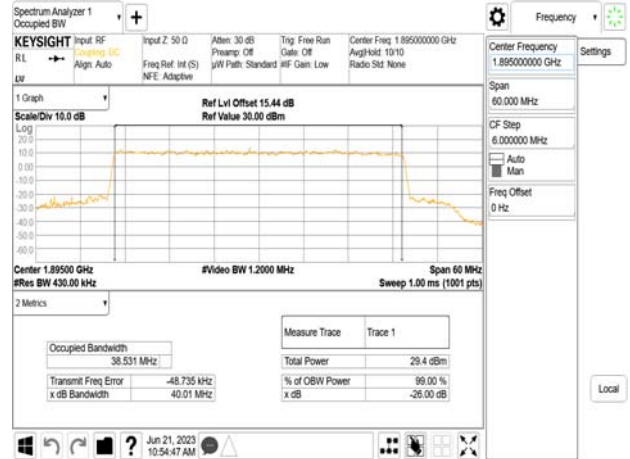 Spectrum Analyzer 1
Occupied BW
Frequency
KEYSIGHT
Input: RF
Coupling: DC
Align: Auto
Input Z: 50 Ω
Freq Ref: Int (S)
NFE: Adaptive
Atten: 30 dB
Preamp: Off
µW Path: Standard
Trig: Free Run
Gate: Off
#IF Gain: Low
Center Freq: 1.895000000 GHz
Avg|Hold: 10/10
Radio Std: None
RL
Center Frequency
1.895000000 GHz
Settings
Span
60.000 MHz
CF Step
6.000000 MHz
Auto
Man
Freq Offset
0 Hz
Local
1 Graph
Scale/Div 10.0 dB
Ref Lvl Offset 15.44 dB
Ref Value 30.00 dBm
Log
20.0
10.0
0.00
-10.0
-20.0
-30.0
-40.0
-50.0
-60.0
Center 1.89500 GHz
#Res BW 430.00 kHz
#Video BW 1.2000 MHz
Span 60 MHz
Sweep 1.00 ms (1001 pts)
2 Metrics
Measure Trace Trace 1
Occupied Bandwidth
38.531 MHz
Total Power 29.4 dBm
Transmit Freq Error -48.735 kHz
% of OBW Power 99.00 %
x dB Bandwidth 40.01 MHz
x dB -26.00 dB
?
Jun 21, 2023
10:54:47 AM